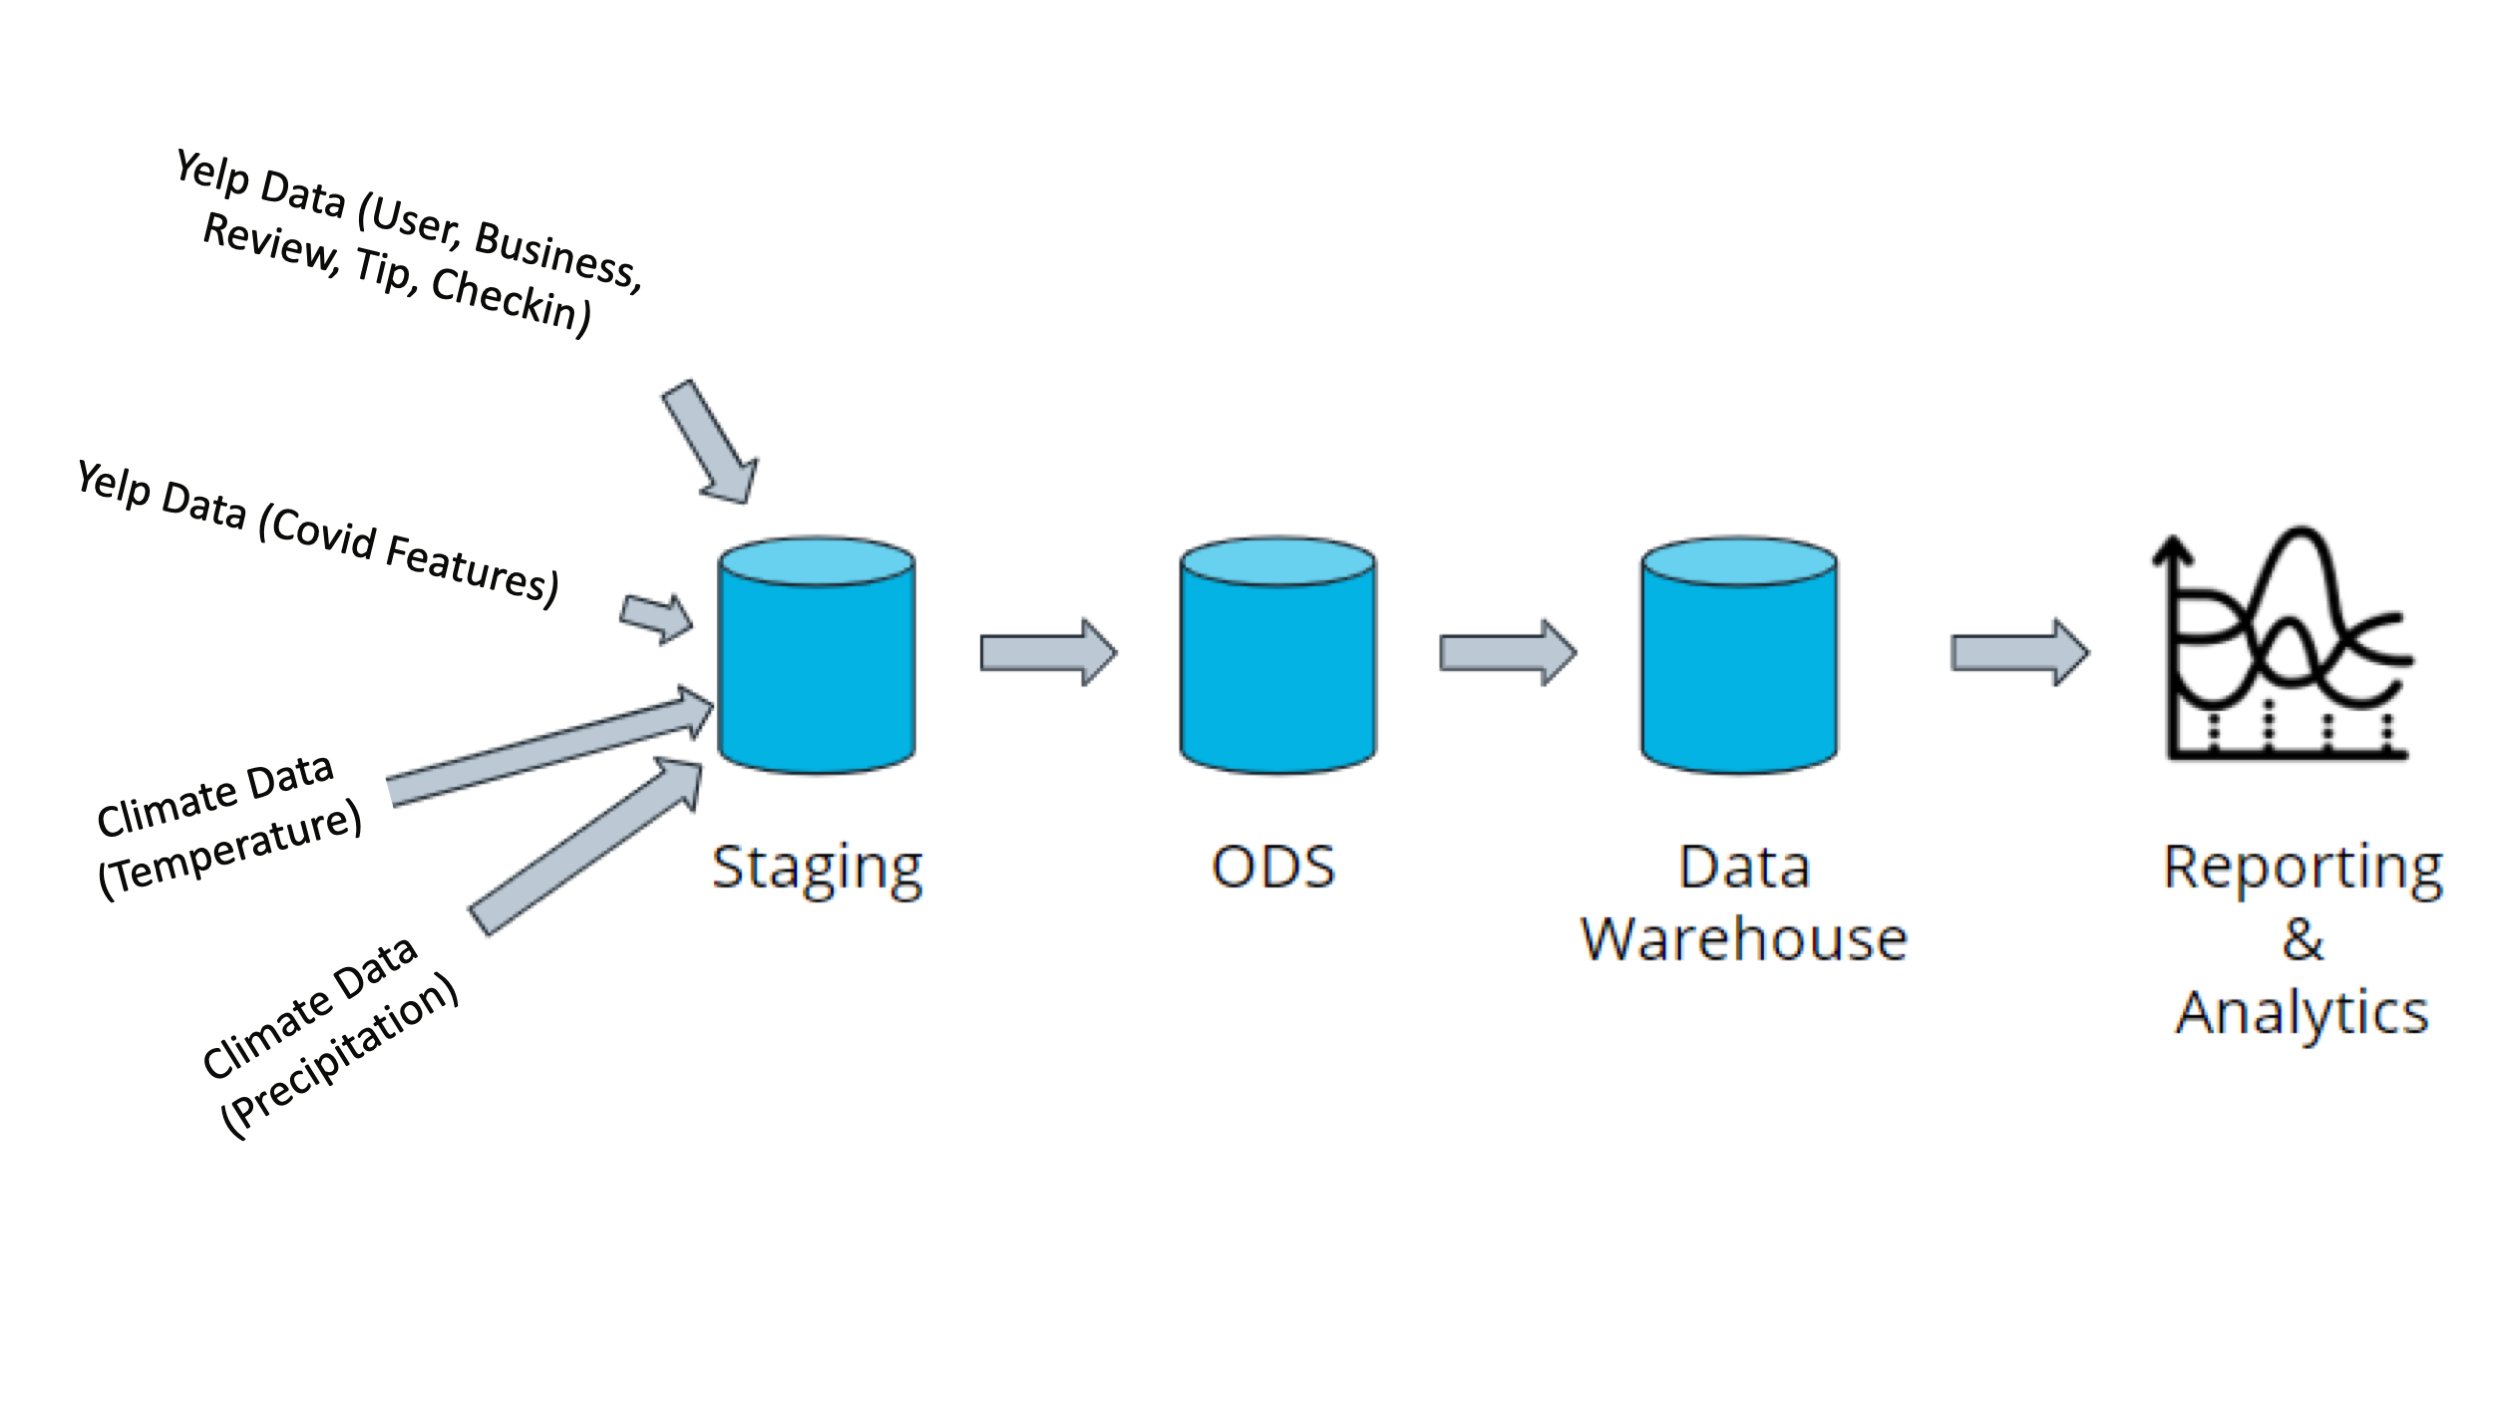 Yelp Data (User, Business,
Review, Tip, Checkin)
Yelp Data (Covid Features)
Climate Data
(Temperature)
Climate Data
(Precipitation)
Staging
ODS
Data
Warehouse
Reporting
&
Analytics